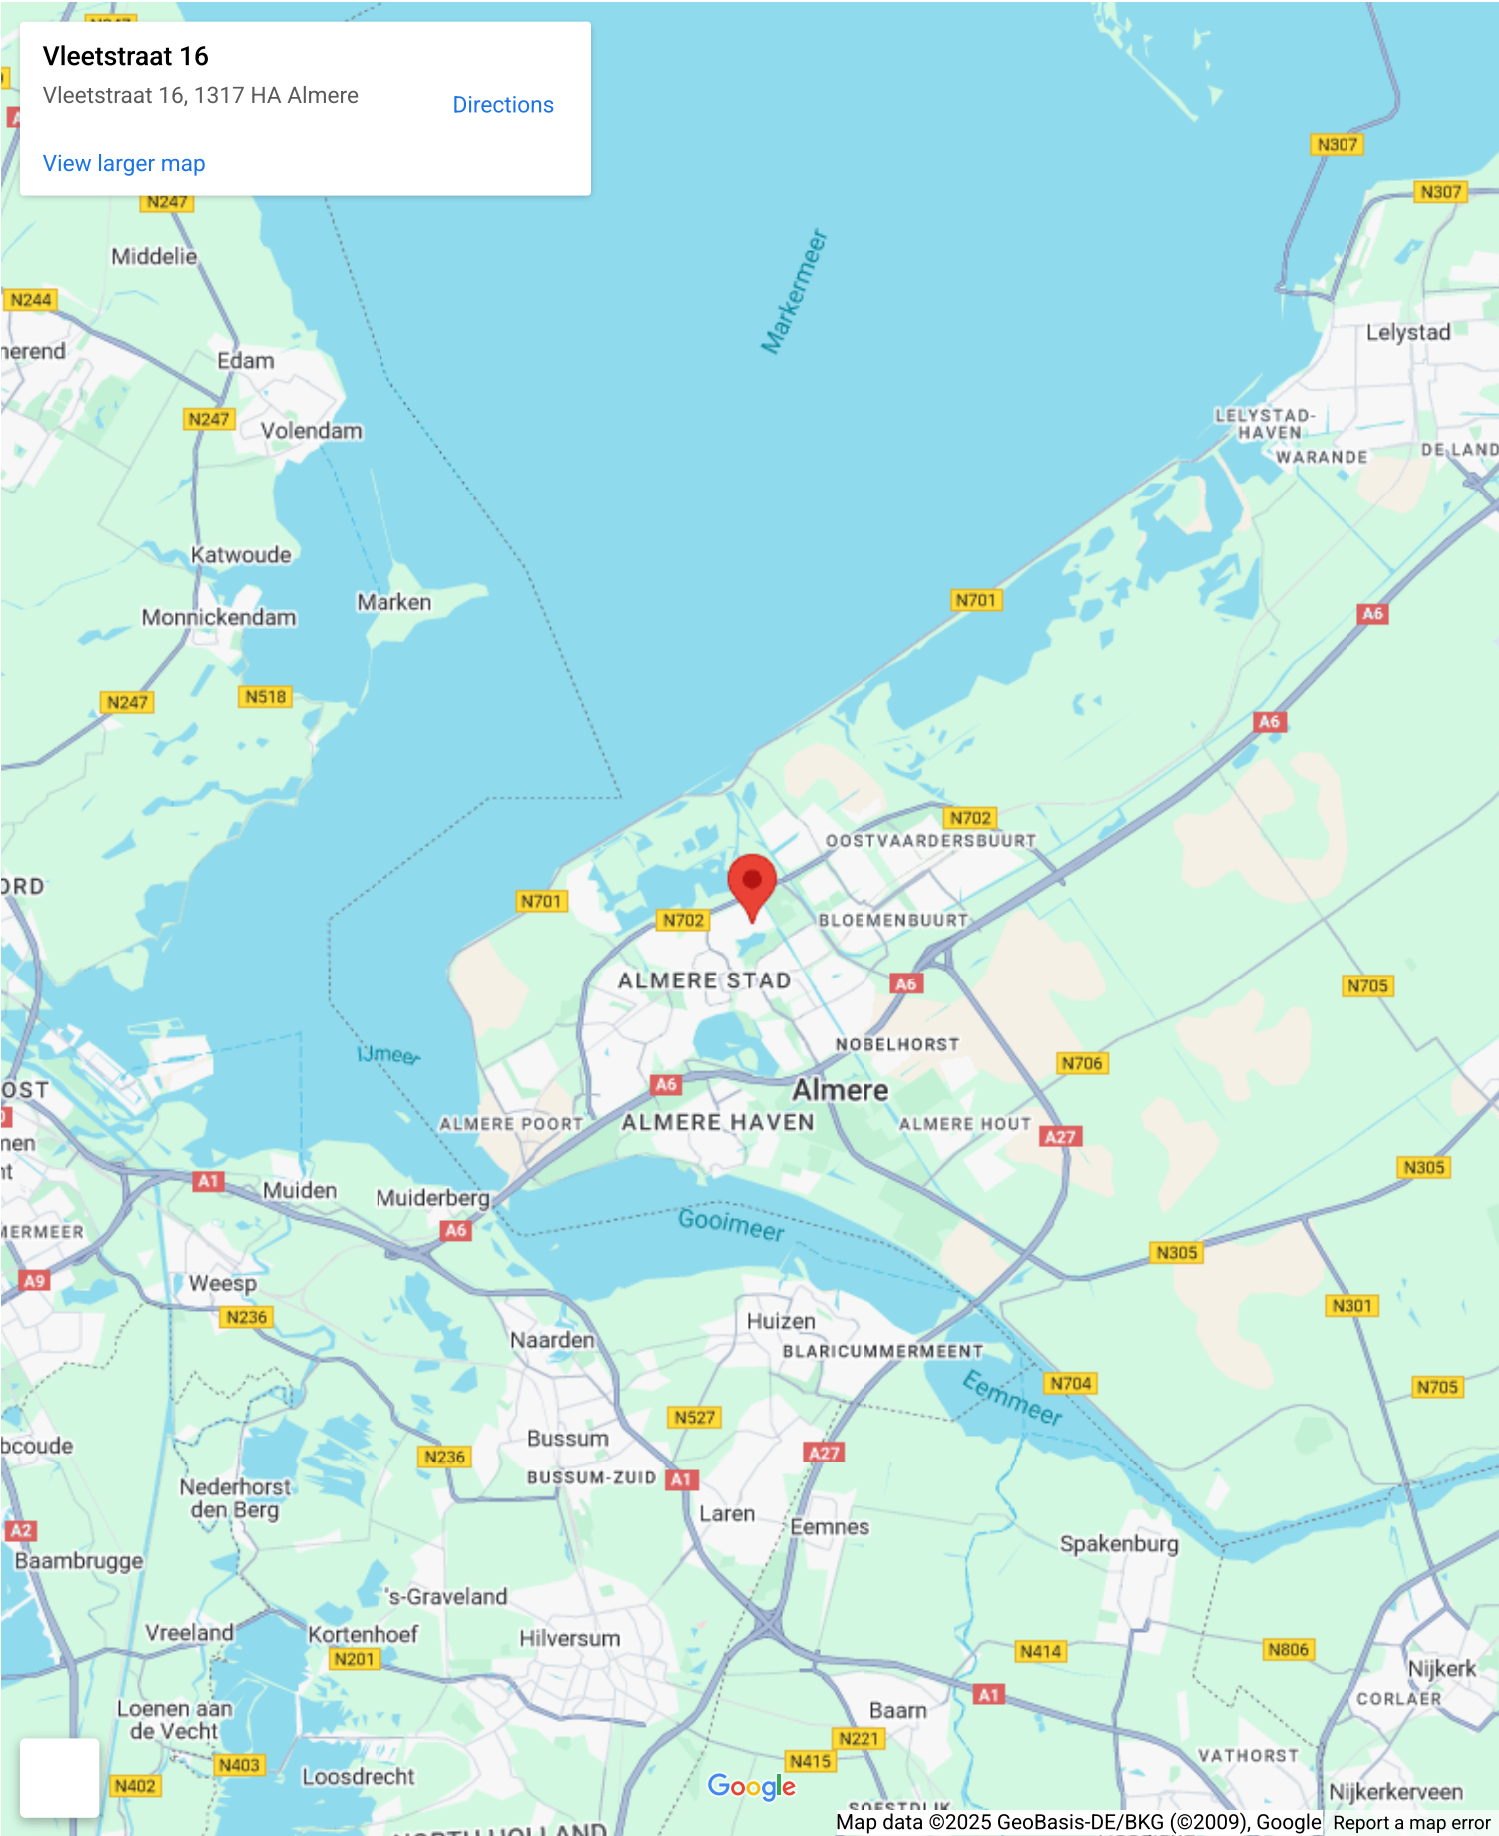 Vleetstraat 16
Vleetstraat 16, 1317 HA Almere
Directions
View larger map
N247
Middelie
N244
Edam
N247
Volendam
Katwoude
Marken
Monnickendam
N247
N518
Markermeer
N307
N307
Lelystad
LELYSTAD-
HAVEN
WARANDE
N701
A6
A6
N702
OOSTVAARDERSBUURT
N701
N702
BLOEMENBUURT
ALMERE STAD
A6
N705
NOBELHORST
IJmeer
N706
A6
Almere
ALMERE POORT
ALMERE HAVEN
ALMERE HOUT
A27
N305
A1
Muiden
Muiderberg
A6
Gooimeer
N305
A9
Weesp
N236
N301
Naarden
Huizen
BLARICUMMERMEENT
Eemmeer
N704
N705
N527
Bussum
N236
BUSSUM-ZUID
A1
A27
Nederhorst
den Berg
Laren
Eemnes
A2
Baambrugge
Spakenburg
's-Graveland
Vreeland
Kortenhoef
N201
Hilversum
N414
N806
Nijkerk
CORLAER
A1
Loenen aan
de Vecht
Baarn
N221
N415
VATHORST
N403
N402
Loosdrecht
Google
Nijkerkerveen
Map data ©2025 GeoBasis-DE/BKG (©2009), Google
Report a map error